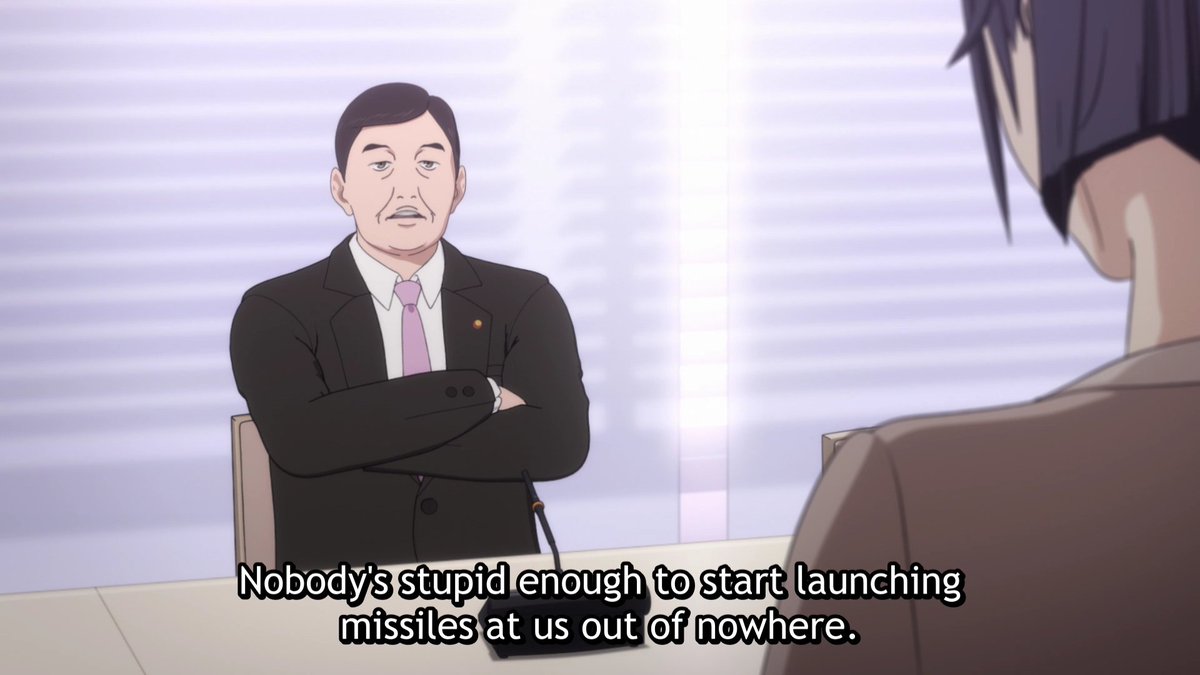 Nobody's stupid enough to start launching
missiles at us out of nowhere.